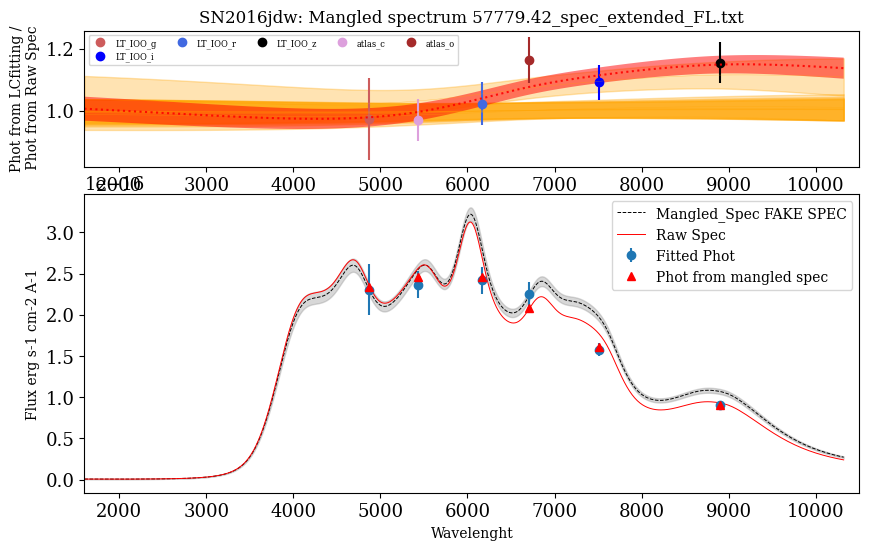 SN2016jdw: Mangled spectrum 57779.42_spec_extended_FL.txt
Phot from LCfitting /
Phot from Raw Spec
LT_IOO_g LT_IOO_r LT_IOO_z atlas_c atlas_o
LT_IOO_i
1.2
1.0
2000 3000 4000 5000 6000 7000 8000 9000 10000
1e−16
Mangled_Spec FAKE SPEC
Raw Spec
Fitted Phot
Phot from mangled spec
Flux erg s-1 cm-2 A-1
3.0
2.5
2.0
1.5
1.0
0.5
0.0
2000 3000 4000 5000 6000 7000 8000 9000 10000
Wavelenght